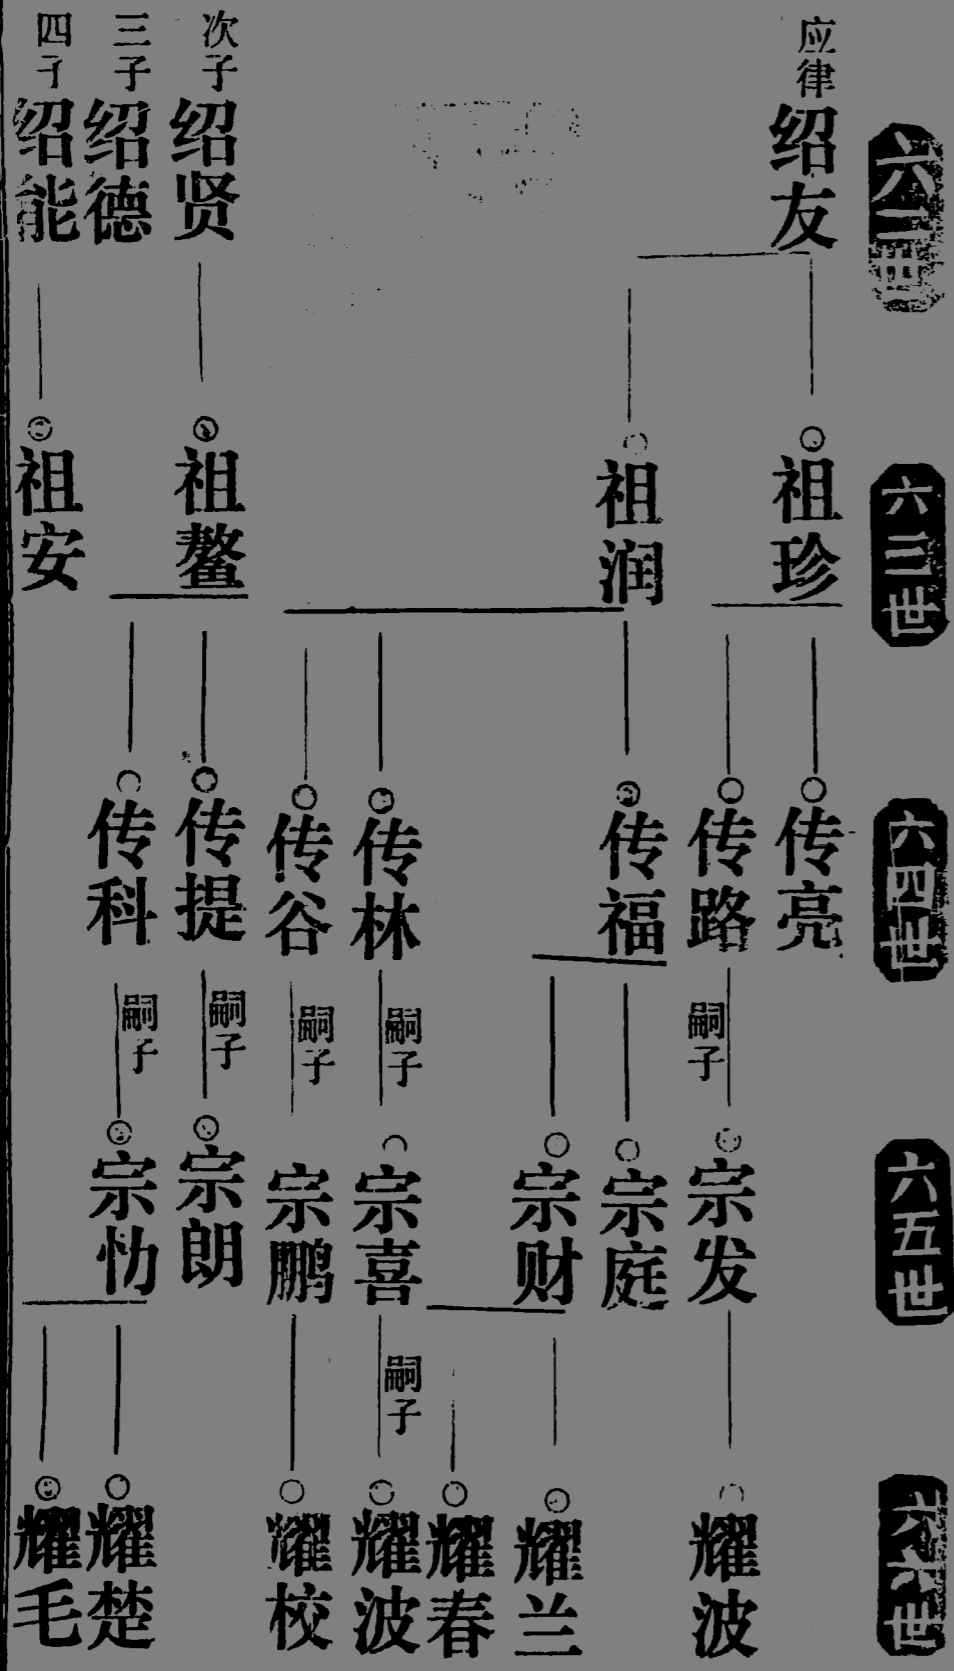 六二世
应律 绍友
次子 绍贤
三子 绍德
四子 绍能
六三世
祖珍
祖润
祖鳌
祖安
六四世
传亮
传路
传福
传林
传谷
传提
传科
六五世
嗣子 宗发
宗庭
宗财
嗣子 宗喜
嗣子 宗鹏
嗣子 宗朗
嗣子 宗忇
六六世
耀波
耀兰
耀春
嗣子 耀波
耀校
耀楚
耀毛